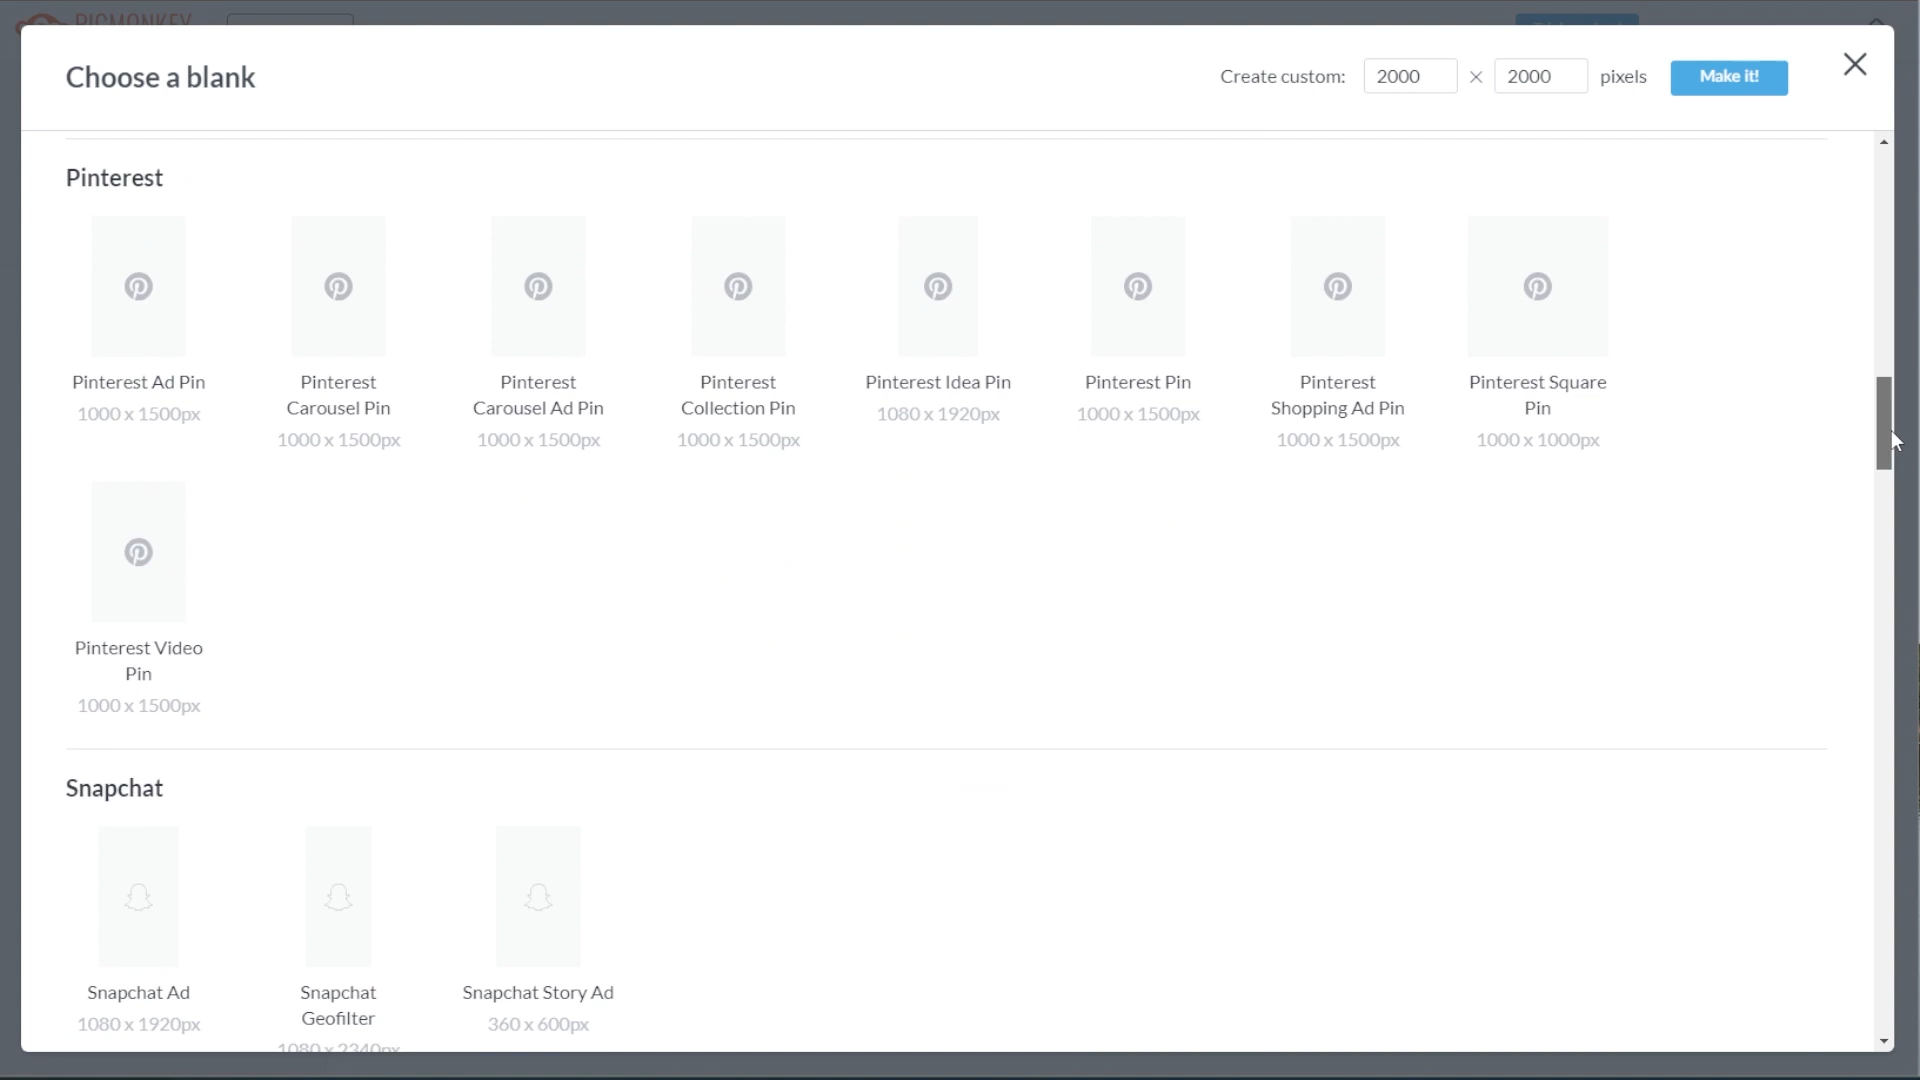 PICMONKEY
Choose a blank
Create custom: 2000 × 2000 pixels Make it!
Pinterest
Pinterest Ad Pin
1000 x 1500px
Pinterest
Carousel Pin
1000 x 1500px
Pinterest
Carousel Ad Pin
1000 x 1500px
Pinterest
Collection Pin
1000 x 1500px
Pinterest Idea Pin
1080 x 1920px
Pinterest Pin
1000 x 1500px
Pinterest
Shopping Ad Pin
1000 x 1500px
Pinterest Square
Pin
1000 x 1000px
Pinterest Video
Pin
1000 x 1500px
Snapchat
Snapchat Ad
1080 x 1920px
Snapchat
Geofilter
1080 x 2340px
Snapchat Story Ad
360 x 600px